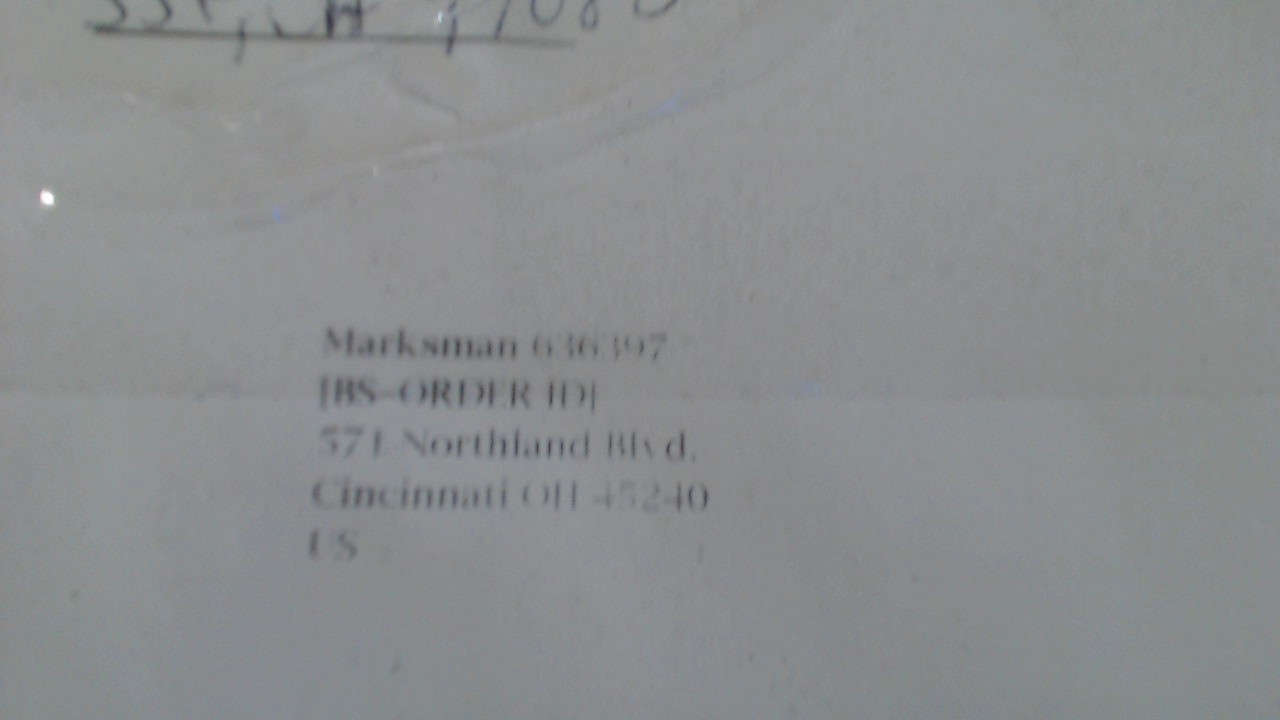 Marksman 636397
[BS-ORDER ID]
571 Northland Blvd.
Cincinnati OH 45240
US